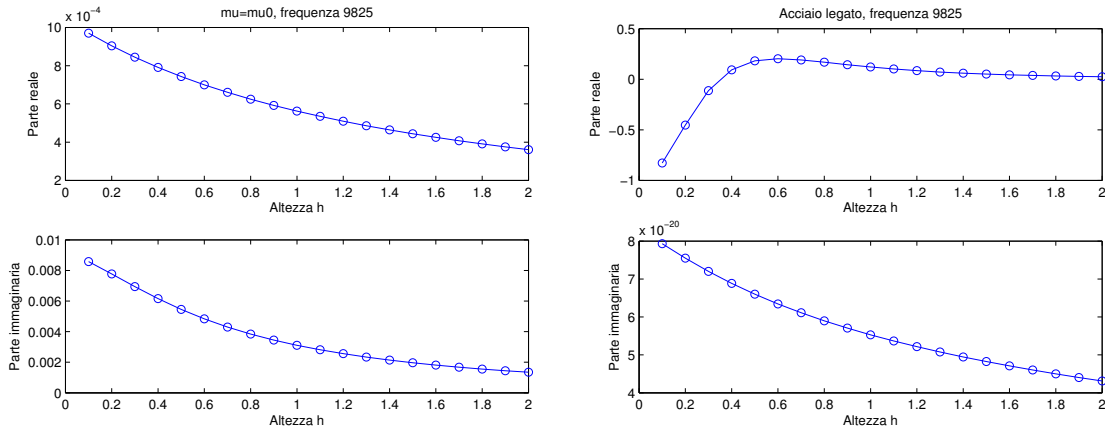 mu=mu0, frequenza 9825
x 10^-4
10
8
6
4
2
Parte reale
0 0.2 0.4 0.6 0.8 1 1.2 1.4 1.6 1.8 2
Altezza h
0.01
0.008
0.006
0.004
0.002
0
Parte immaginaria
0 0.2 0.4 0.6 0.8 1 1.2 1.4 1.6 1.8 2
Altezza h
Acciaio legato, frequenza 9825
0.5
0
−0.5
−1
Parte reale
0 0.2 0.4 0.6 0.8 1 1.2 1.4 1.6 1.8 2
Altezza h
x 10^-20
8
7
6
5
4
Parte immaginaria
0 0.2 0.4 0.6 0.8 1 1.2 1.4 1.6 1.8 2
Altezza h